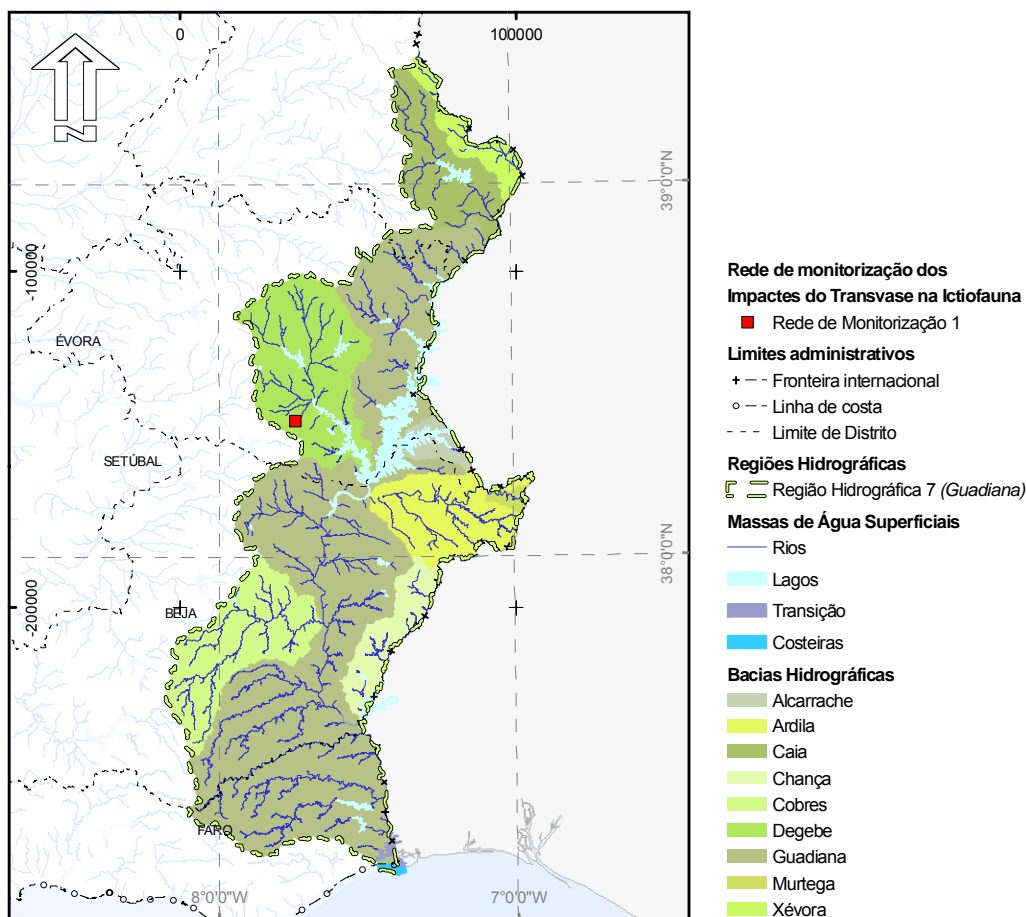 0
100000
N
39°0'0"N
-100000
ÉVORA
SETÚBAL
38°0'0"N
-200000
BEJA
FARO
8°0'0"W
7°0'0"W
Rede de monitorização dos
Impactes do Transvase na Ictiofauna
Rede de Monitorização 1
Limites administrativos
Fronteira internacional
Linha de costa
Limite de Distrito
Regiões Hidrográficas
Região Hidrográfica 7 (Guadiana)
Massas de Água Superficiais
Rios
Lagos
Transição
Costeiras
Bacias Hidrográficas
Alcarrache
Ardila
Caia
Chança
Cobres
Degebe
Guadiana
Murtega
Xévora